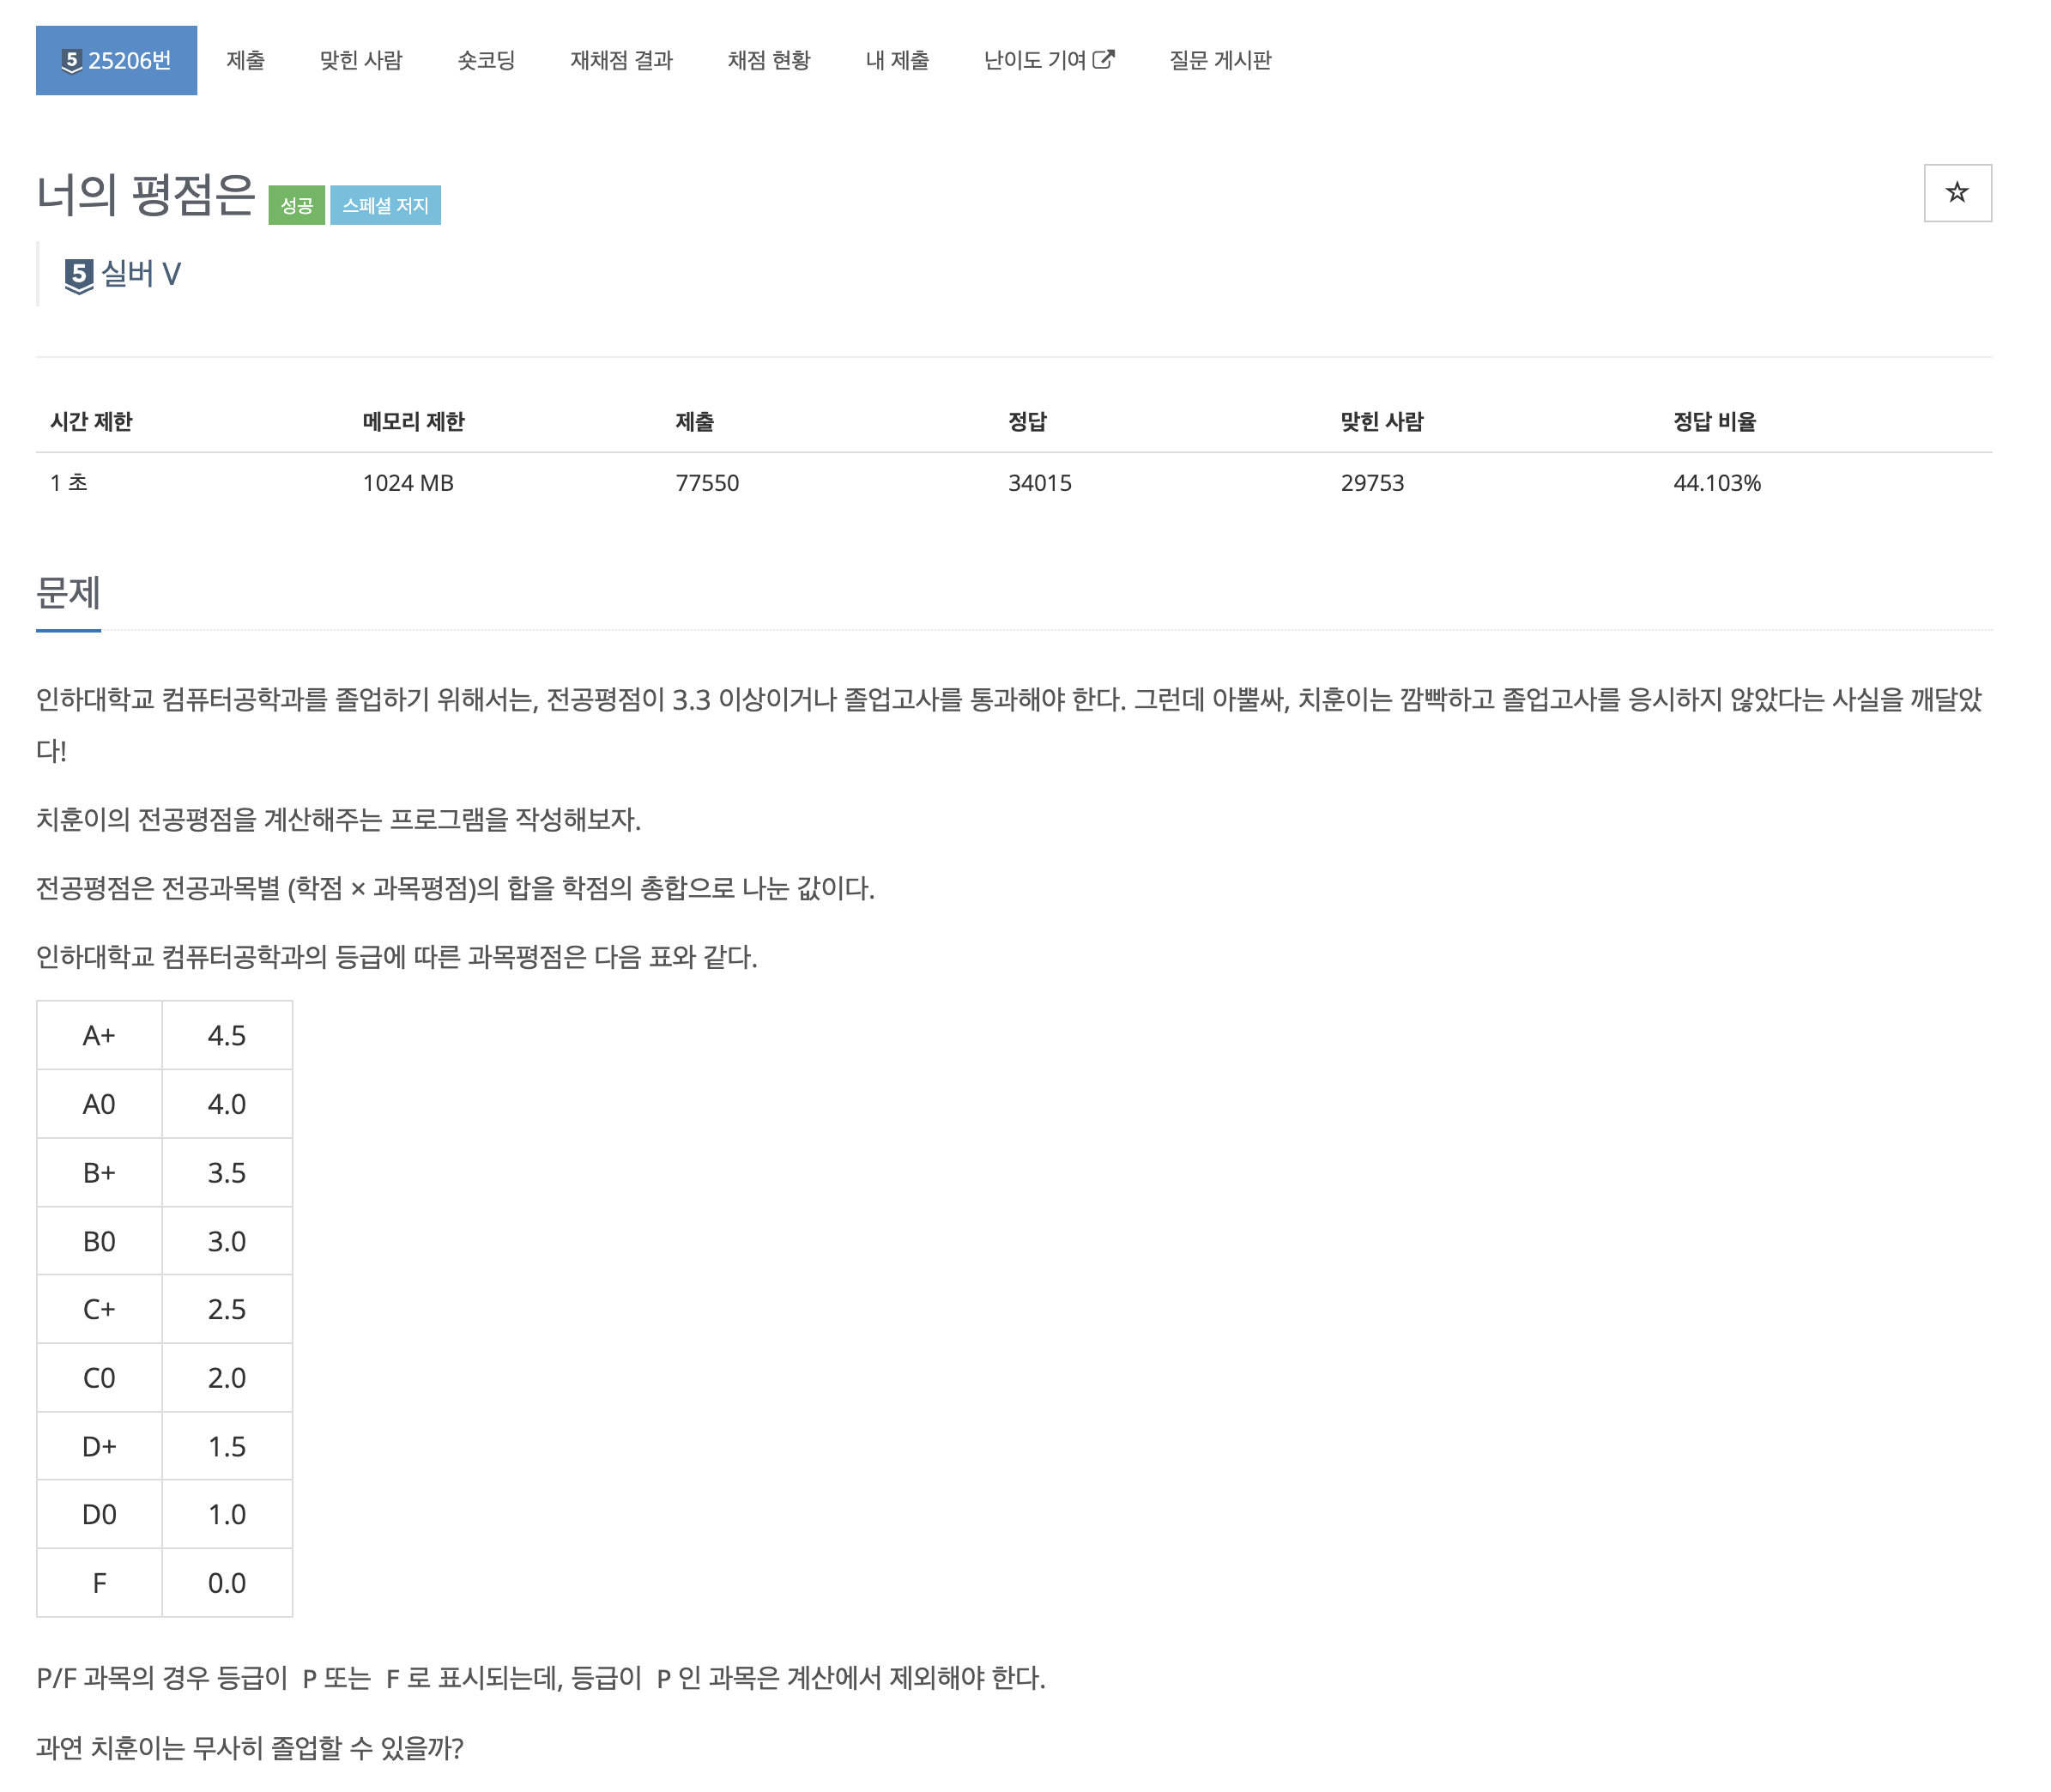 5 25206번 제출 맞힌 사람 숏코딩 재채점 결과 채점 현황 내 제출 난이도 기여 질문 게시판
너의 평점은 성공 스페셜 저지
5 실버 V
시간 제한 메모리 제한 제출 정답 맞힌 사람 정답 비율
1 초 1024 MB 77550 34015 29753 44.103%
문제
인하대학교 컴퓨터공학과를 졸업하기 위해서는, 전공평점이 3.3 이상이거나 졸업고사를 통과해야 한다. 그런데 아뿔싸, 치훈이는 깜빡하고 졸업고사를 응시하지 않았다는 사실을 깨달았
다!
치훈이의 전공평점을 계산해주는 프로그램을 작성해보자.
전공평점은 전공과목별 (학점 × 과목평점)의 합을 학점의 총합으로 나눈 값이다.
인하대학교 컴퓨터공학과의 등급에 따른 과목평점은 다음 표와 같다.
A+ 4.5
A0 4.0
B+ 3.5
B0 3.0
C+ 2.5
C0 2.0
D+ 1.5
D0 1.0
F 0.0
P/F 과목의 경우 등급이 P 또는 F 로 표시되는데, 등급이 P 인 과목은 계산에서 제외해야 한다.
과연 치훈이는 무사히 졸업할 수 있을까?